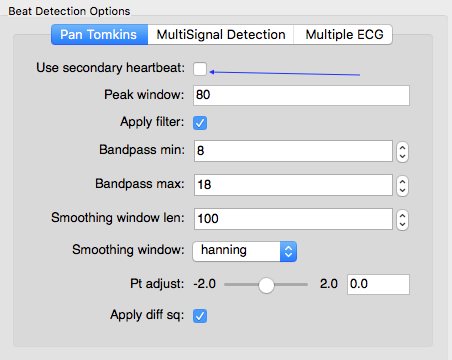 Beat Detection Options
Pan Tomkins MultiSignal Detection Multiple ECG
Use secondary heartbeat:
Peak window: 80
Apply filter:
Bandpass min: 8
Bandpass max: 18
Smoothing window len: 100
Smoothing window: hanning
Pt adjust: -2.0 2.0 0.0
Apply diff sq: